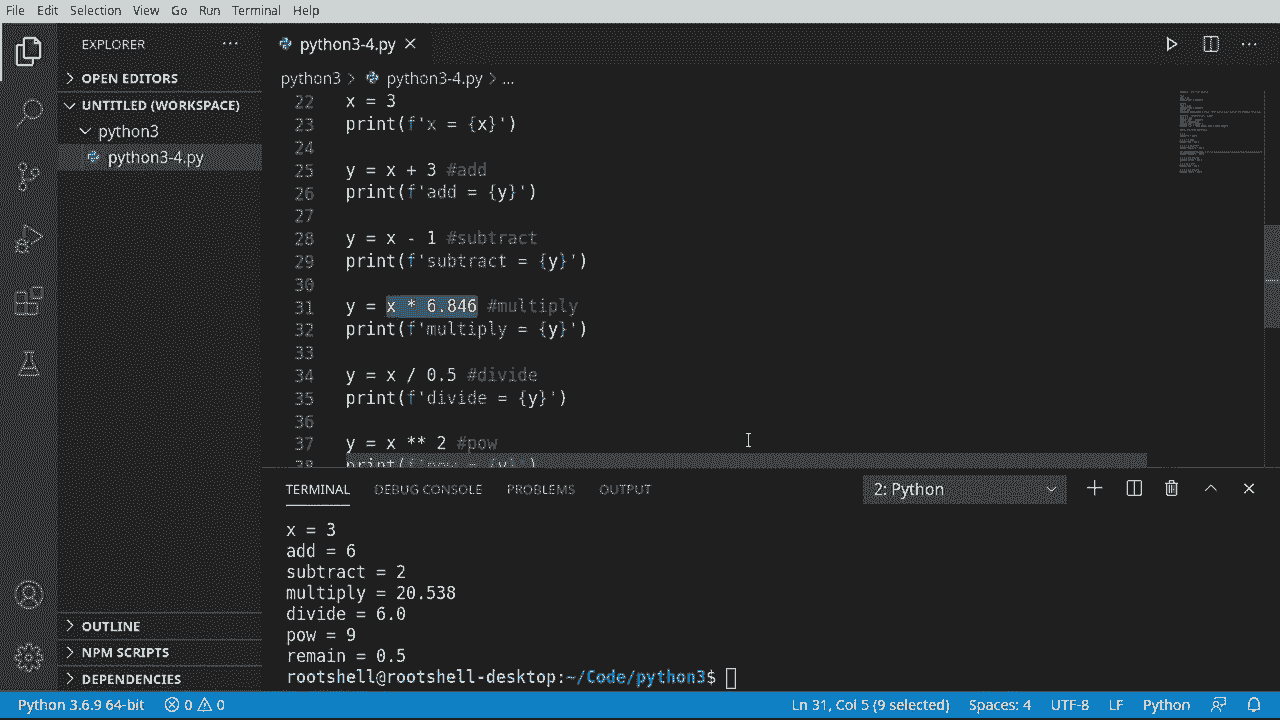 File Edit Selection View Go Run Terminal Help
EXPLORER ...
OPEN EDITORS
UNTITLED (WORKSPACE)
python3
python3-4.py
OUTLINE
NPM SCRIPTS
DEPENDENCIES
python3-4.py
python3 > python3-4.py > ...
22 x = 3
23 print(f'x = {x}')
24
25 y = x + 3 #add
26 print(f'add = {y}')
27
28 y = x - 1 #subtract
29 print(f'subtract = {y}')
30
31 y = x * 6.846 #multiply
32 print(f'multiply = {y}')
33
34 y = x / 0.5 #divide
35 print(f'divide = {y}')
36
37 y = x ** 2 #pow
38 print(f'pow = {y}')
TERMINAL DEBUG CONSOLE PROBLEMS OUTPUT 2: Python
x = 3
add = 6
subtract = 2
multiply = 20.538
divide = 6.0
pow = 9
remain = 0.5
rootshell@rootshell-desktop:~/Code/python3$
Python 3.6.9 64-bit 0 0 Ln 31, Col 5 (9 selected) Spaces: 4 UTF-8 LF Python